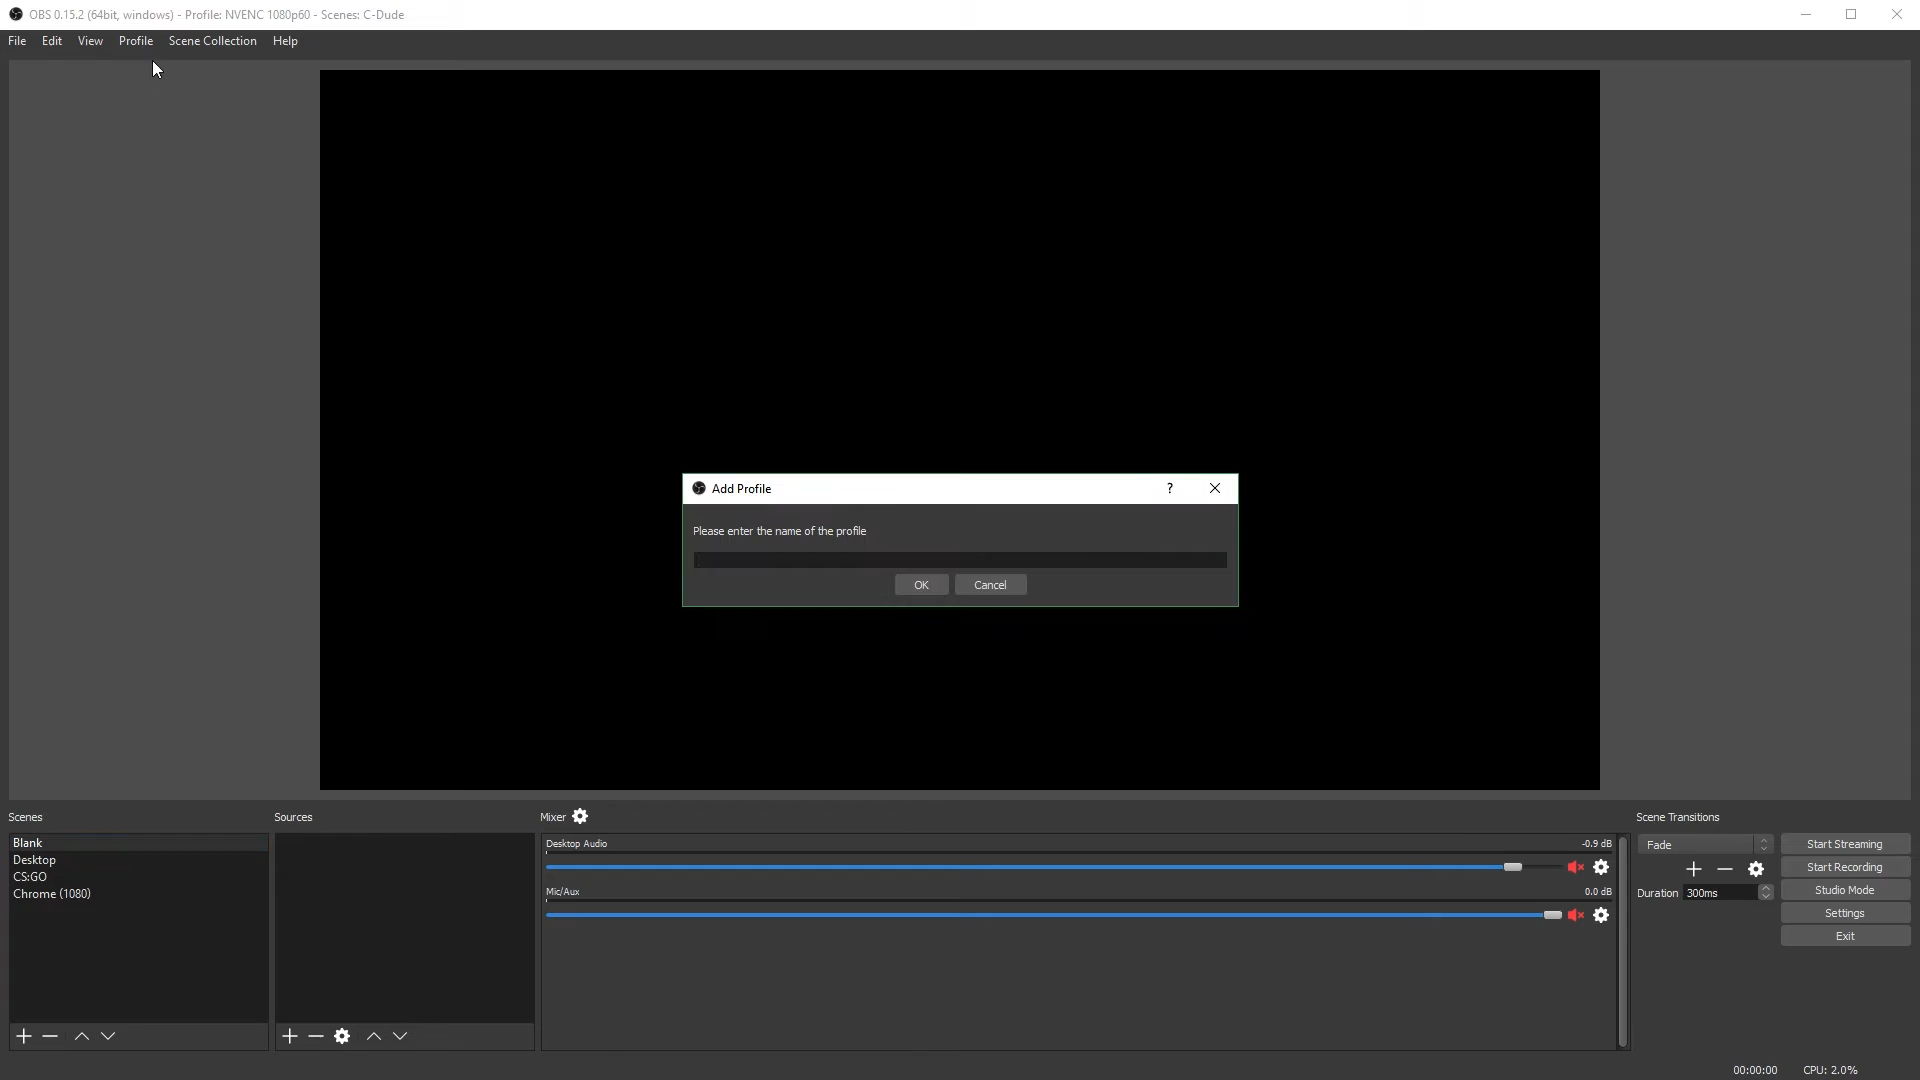 OBS 0.15.2 (64bit, windows) - Profile: NVENC 1080p60 - Scenes: C-Dude
File Edit View Profile Scene Collection Help
Add Profile ?
Please enter the name of the profile
OK Cancel
Scenes
Blank
Desktop
CS:GO
Chrome (1080)
Sources
Mixer
Desktop Audio -0.9 dB
Mic/Aux 0.0 dB
Scene Transitions
Fade
Duration 300ms
Start Streaming
Start Recording
Studio Mode
Settings
Exit
00:00:00 CPU: 2.0%